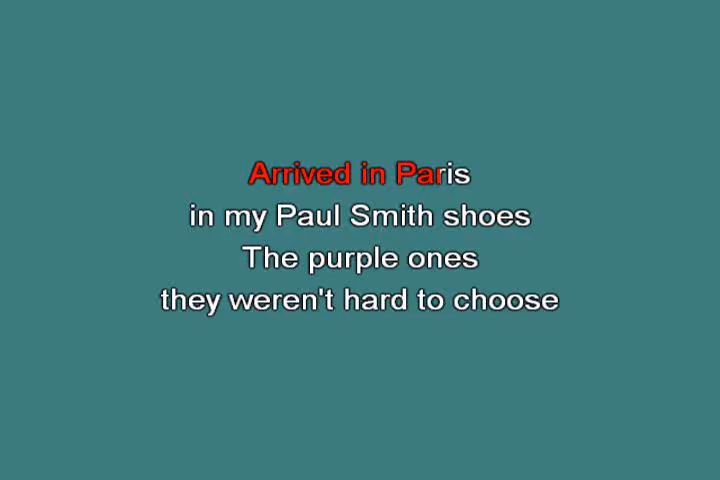 Arrived in Paris
in my Paul Smith shoes
The purple ones
they weren't hard to choose